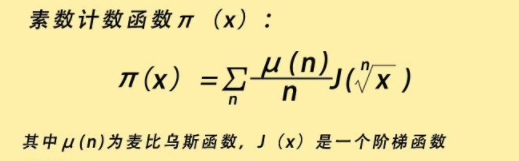 素数计数函数π（x）：
π(x) = ∑ₙ μ(n)/n J(ⁿ√x)
其中μ(n)为麦比乌斯函数，J（x）是一个阶梯函数